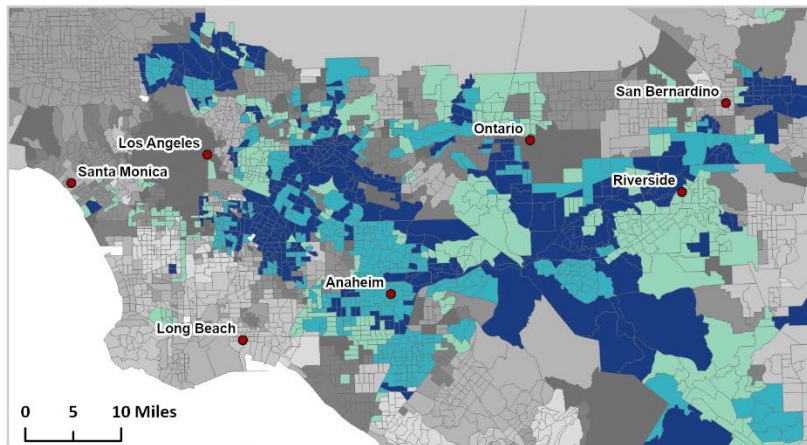 San Bernardino
Ontario
Los Angeles
Santa Monica
Riverside
Anaheim
Long Beach
0 5 10 Miles